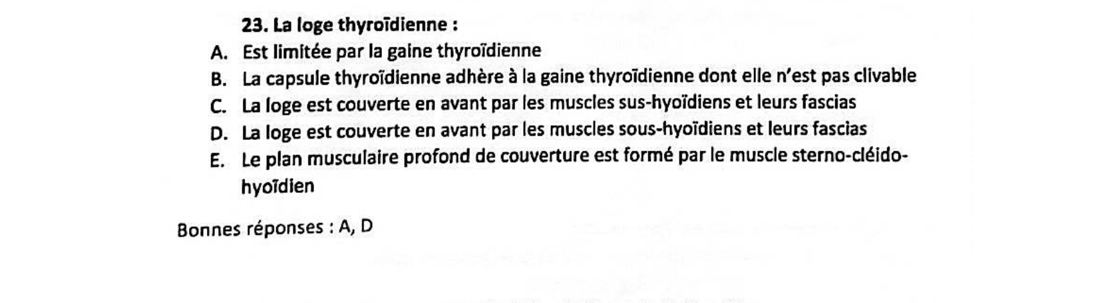 23. La loge thyroïdienne :
A. Est limitée par la gaine thyroïdienne
B. La capsule thyroïdienne adhère à la gaine thyroïdienne dont elle n'est pas clivable
C. La loge est couverte en avant par les muscles sus-hyoïdiens et leurs fascias
D. La loge est couverte en avant par les muscles sous-hyoïdiens et leurs fascias
E. Le plan musculaire profond de couverture est formé par le muscle sterno-cléido-
hyoïdien
Bonnes réponses : A, D